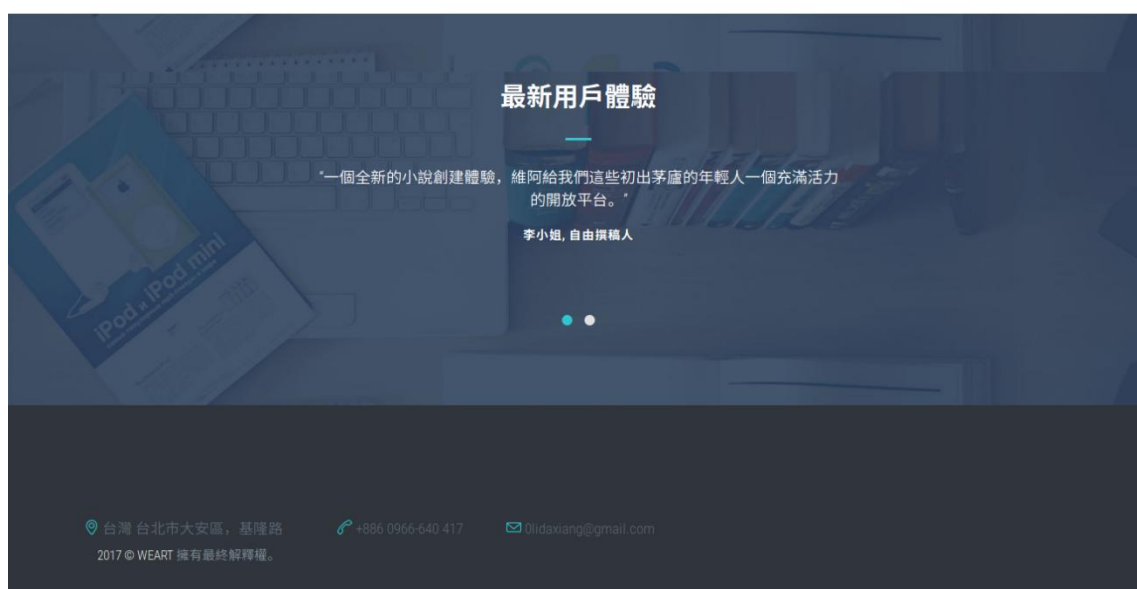 最新用戶體驗
"一個全新的小說創建體驗，維阿給我們這些初出茅廬的年輕人一個充滿活力
的開放平台。"
李小姐, 自由撰稿人
iPod и iPod mini
台灣 台北市大安區，基隆路 +886 0966-640 417 0lidaxiang@gmail.com
2017 © WEART 擁有最終解釋權。